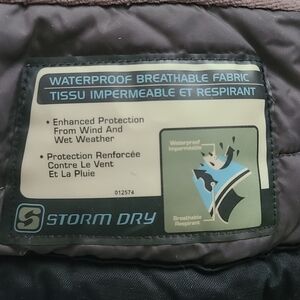 WATERPROOF BREATHABLE FABRIC
TISSU IMPERMEABLE ET RESPIRANT
• Enhanced Protection
From Wind And
Wet Weather
• Protection Renforcée
Contre Le Vent
Et La Pluie
012574
Waterproof
Imperméable
Breathable
Respirant
S STORM DRY